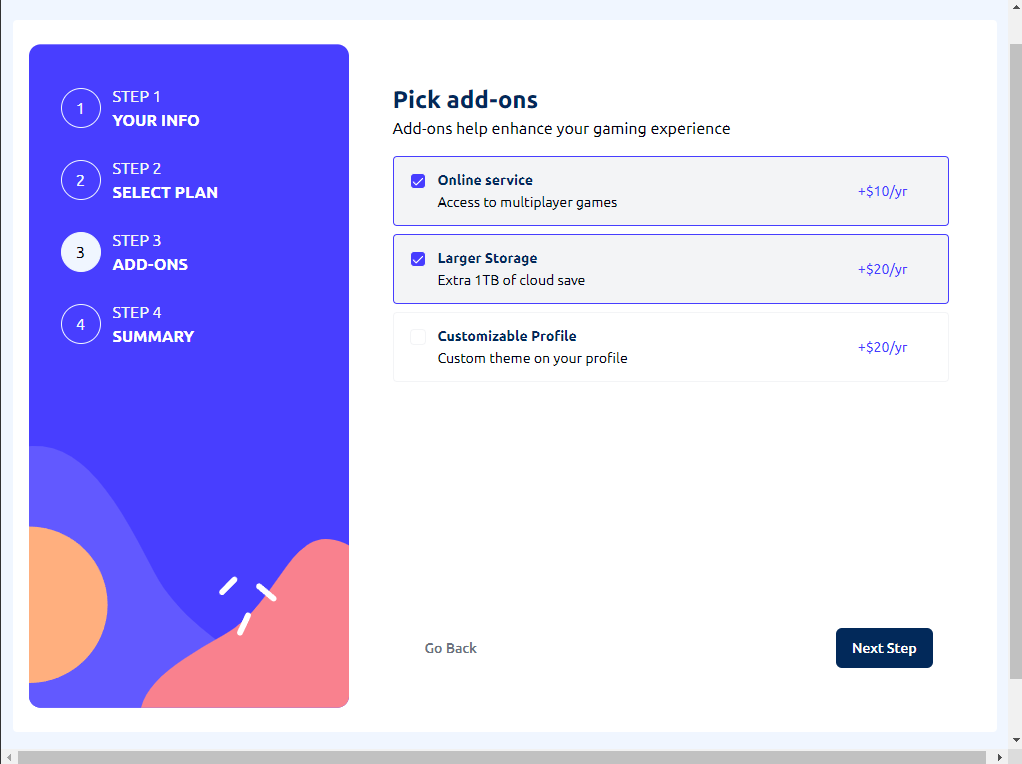 1
STEP 1
YOUR INFO
2
STEP 2
SELECT PLAN
3
STEP 3
ADD-ONS
4
STEP 4
SUMMARY
Pick add-ons
Add-ons help enhance your gaming experience
Online service
Access to multiplayer games
+$10/yr
Larger Storage
Extra 1TB of cloud save
+$20/yr
Customizable Profile
Custom theme on your profile
+$20/yr
Go Back
Next Step